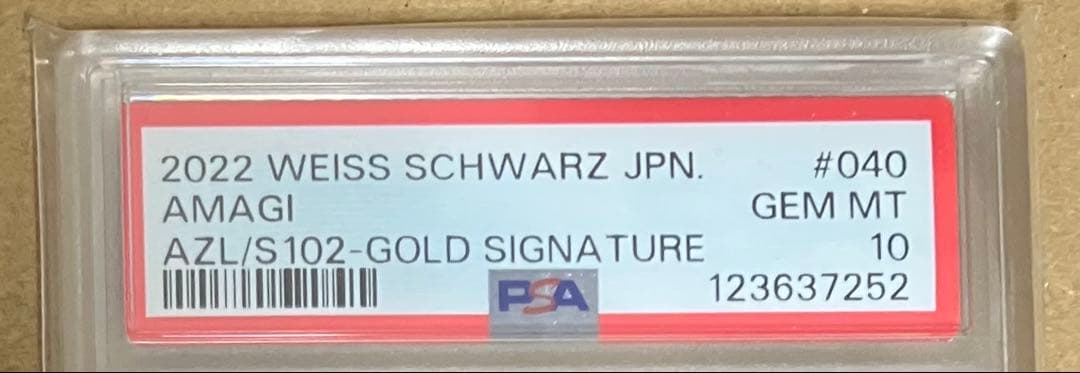 2022 WEISS SCHWARZ JPN. #040
AMAGI GEM MT
AZL/S102-GOLD SIGNATURE 10
PSA 123637252